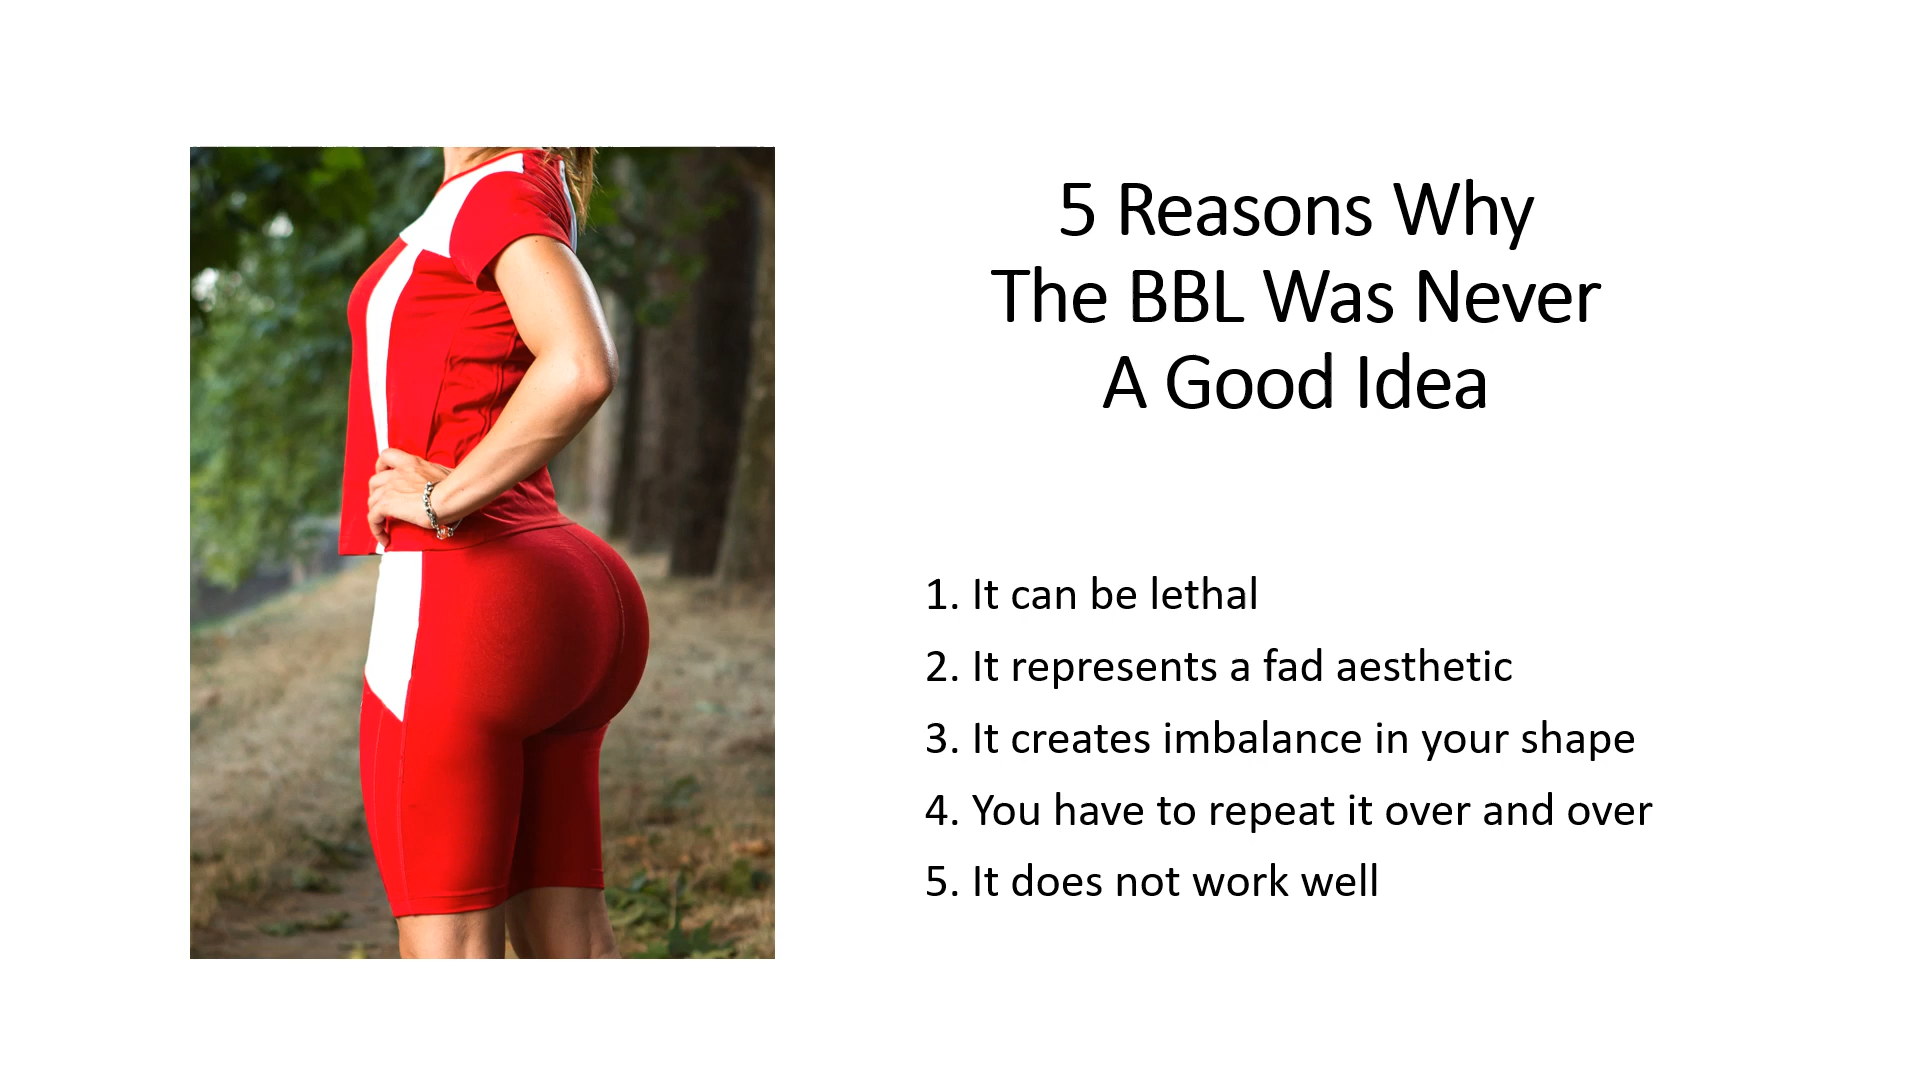 5 Reasons Why
The BBL Was Never
A Good Idea
1. It can be lethal
2. It represents a fad aesthetic
3. It creates imbalance in your shape
4. You have to repeat it over and over
5. It does not work well